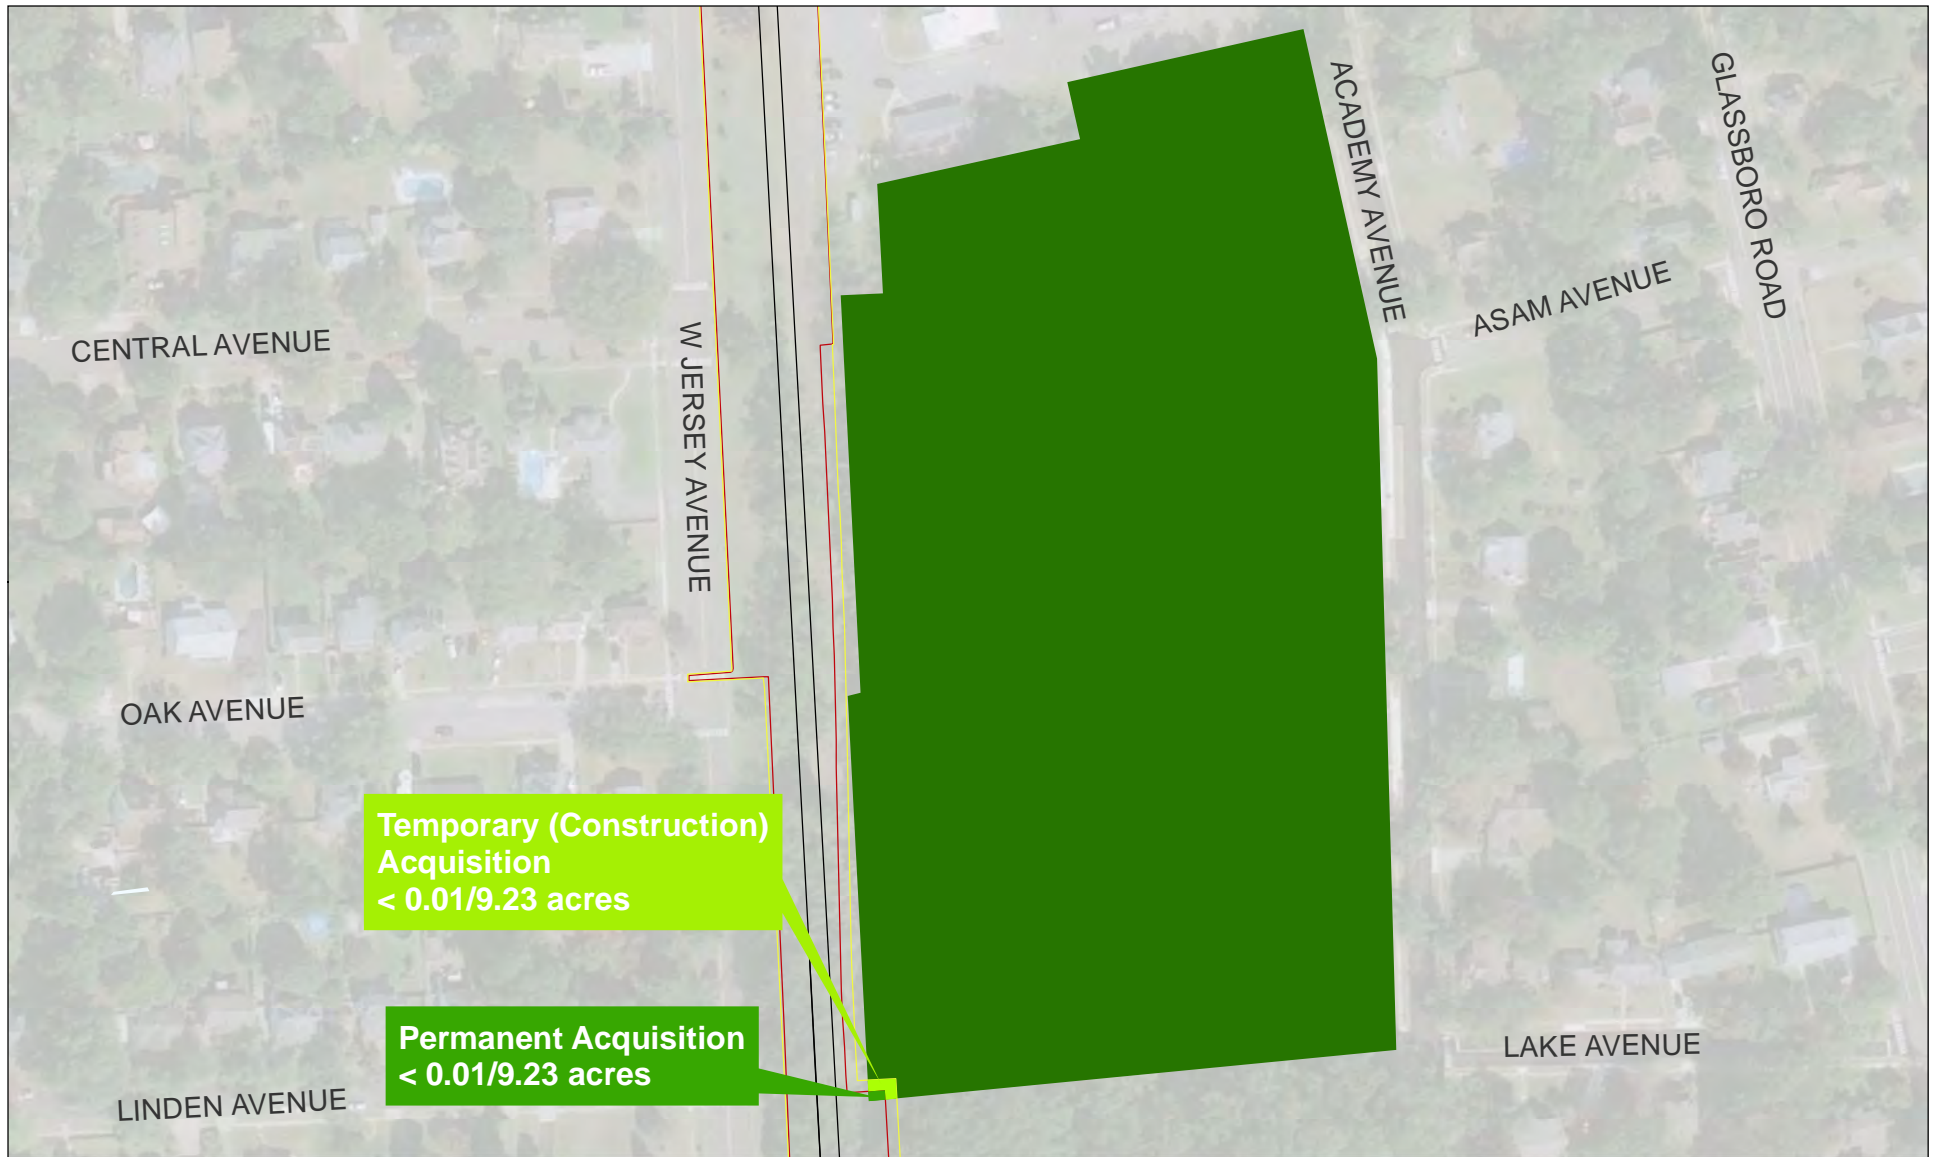 ACADEMY AVENUE
GLASSBORO ROAD
ASAM AVENUE
CENTRAL AVENUE
W JERSEY AVENUE
OAK AVENUE
Temporary (Construction)
Acquisition
< 0.01/9.23 acres
Permanent Acquisition
< 0.01/9.23 acres
LAKE AVENUE
LINDEN AVENUE